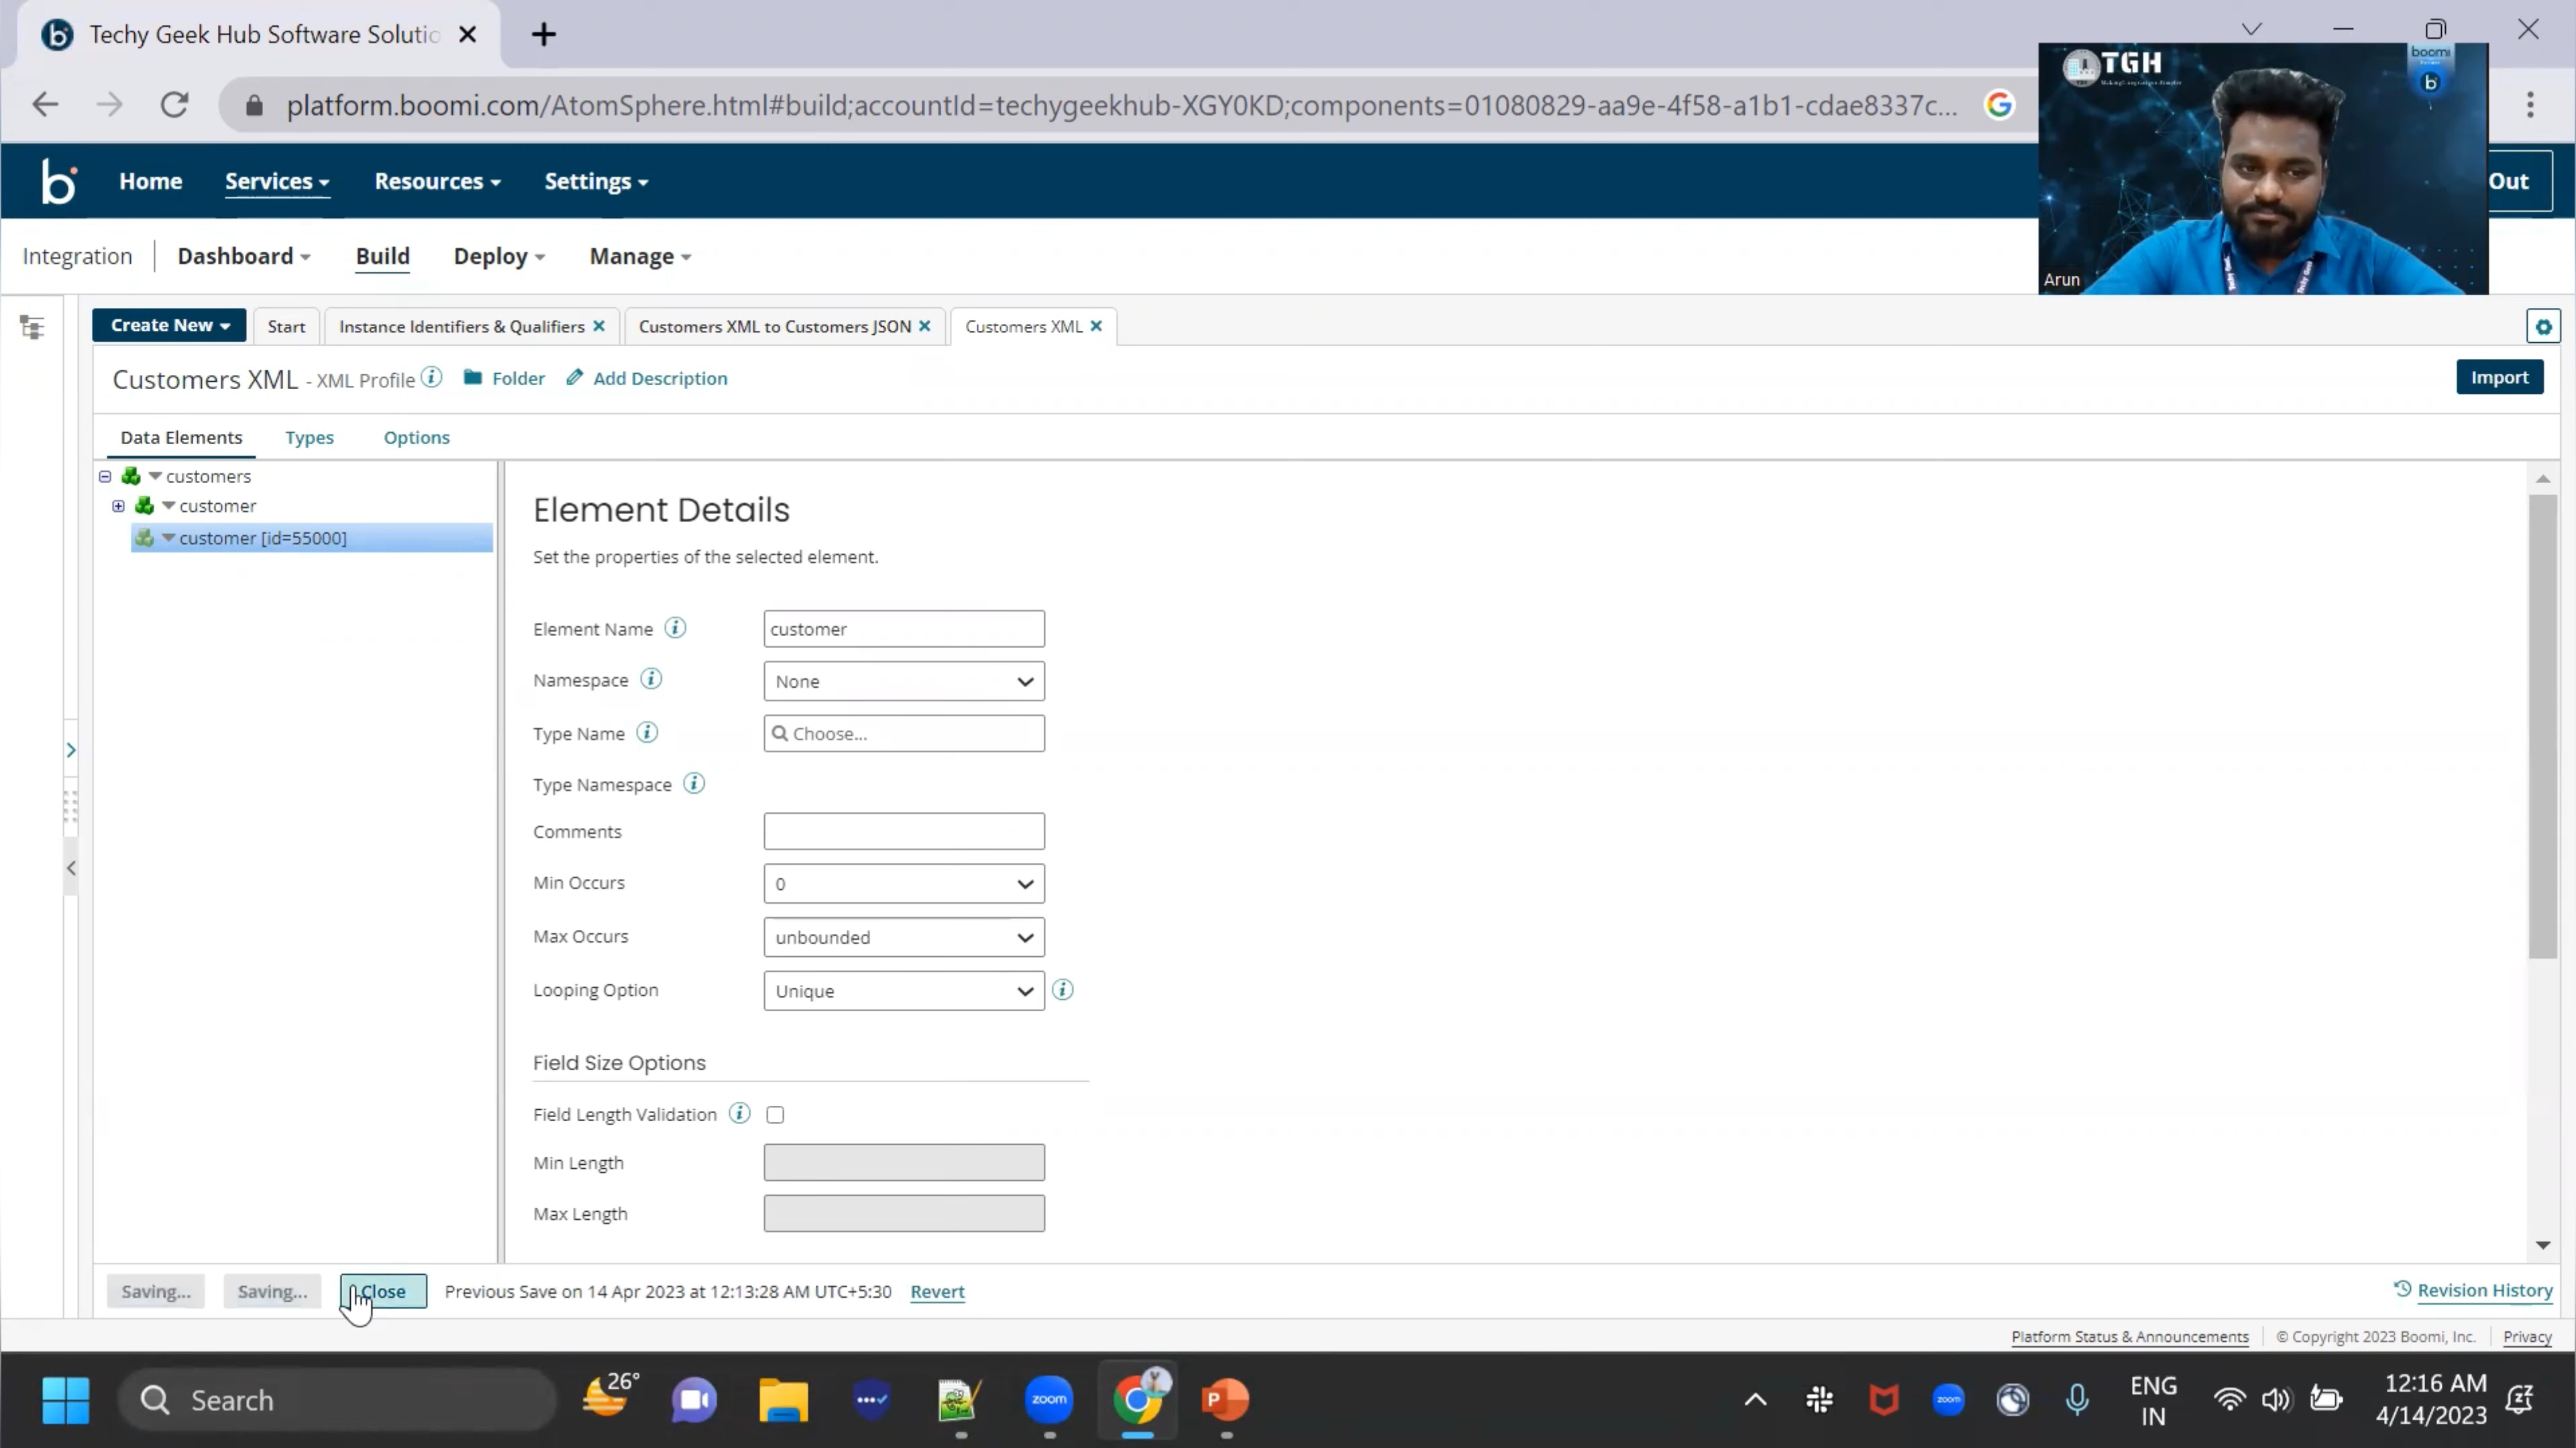 Techy Geek Hub Software Solutio
platform.boomi.com/AtomSphere.html#build;accountId=techygeekhub-XGY0KD;components=01080829-aa9e-4f58-a1b1-cdae8337c...
TGH
boomi
b
Arun
Home Services Resources Settings Out
Integration Dashboard Build Deploy Manage
Create New Start Instance Identifiers & Qualifiers Customers XML to Customers JSON Customers XML
Customers XML - XML Profile Folder Add Description Import
Data Elements Types Options
customers
customer
customer [id=55000]
Element Details
Set the properties of the selected element.
Element Name customer
Namespace None
Type Name Choose...
Type Namespace
Comments
Min Occurs 0
Max Occurs unbounded
Looping Option Unique
Field Size Options
Field Length Validation
Min Length
Max Length
Saving... Saving... Close Previous Save on 14 Apr 2023 at 12:13:28 AM UTC+5:30 Revert Revision History
Platform Status & Announcements © Copyright 2023 Boomi, Inc. Privacy
Search 26° zoom P zoom ENG IN 12:16 AM
4/14/2023